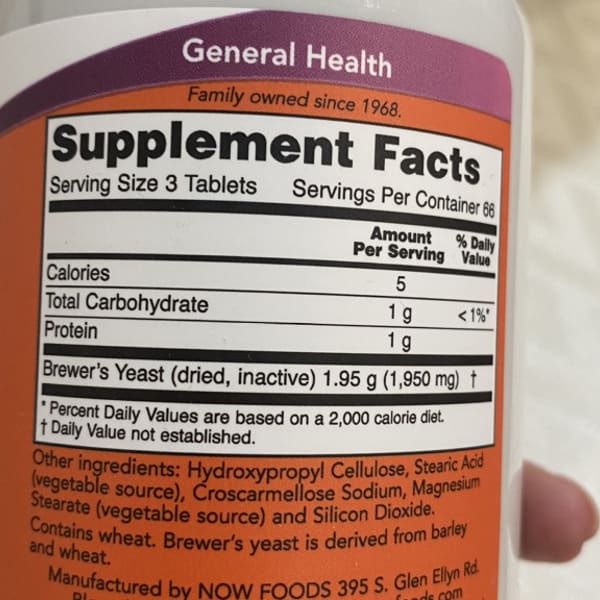 General Health
Family owned since 1968.
Supplement Facts
Serving Size 3 Tablets Servings Per Container 66
Amount Per Serving % Daily Value
Calories 5
Total Carbohydrate 1 g <1%*
Protein 1 g
Brewer's Yeast (dried, inactive) 1.95 g (1,950 mg) †
* Percent Daily Values are based on a 2,000 calorie diet.
† Daily Value not established.
Other ingredients: Hydroxypropyl Cellulose, Stearic Acid
(vegetable source), Croscarmellose Sodium, Magnesium
Stearate (vegetable source) and Silicon Dioxide.
Contains wheat. Brewer's yeast is derived from barley
and wheat.
Manufactured by NOW FOODS 395 S. Glen Ellyn Rd.